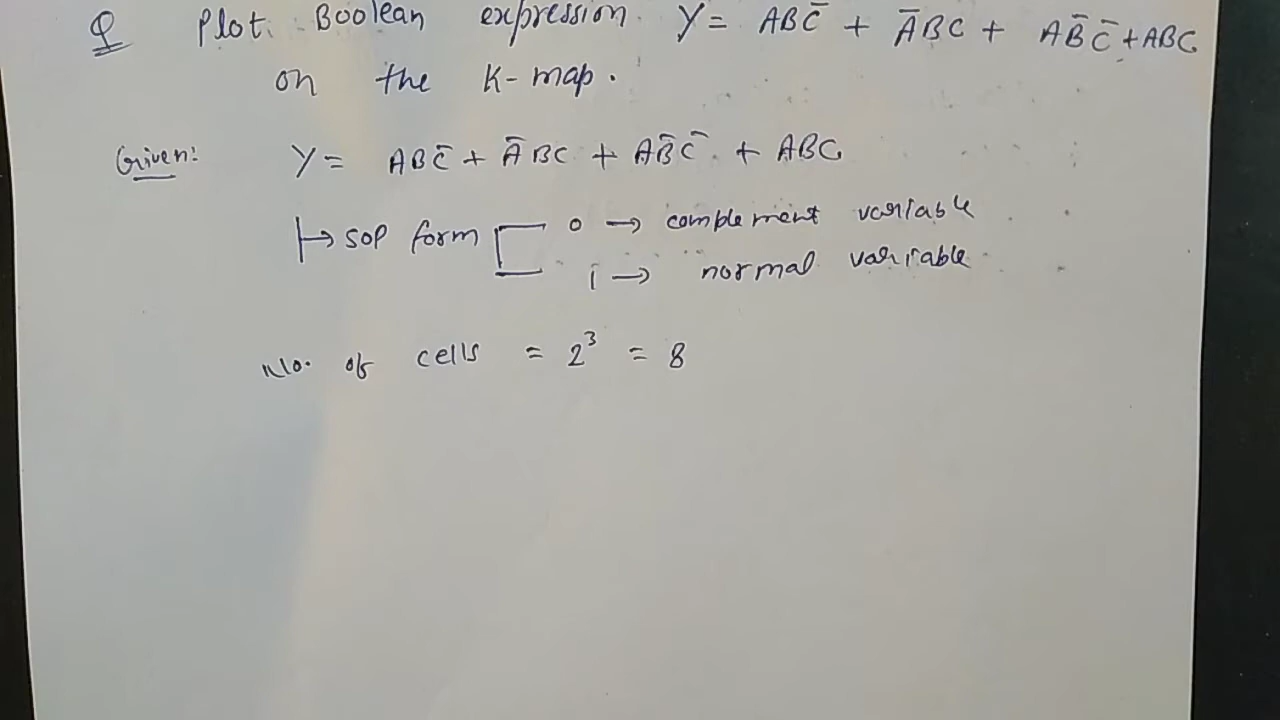 Q Plot Boolean expression Y = ABC̄ + ĀBC + AB̄C̄ + ABC
on the K-map.
Given: Y = ABC̄ + ĀBC + AB̄C̄ + ABC
↦ SOP form [ 0 → complement variable
1 → normal variable
No. of cells = 2³ = 8